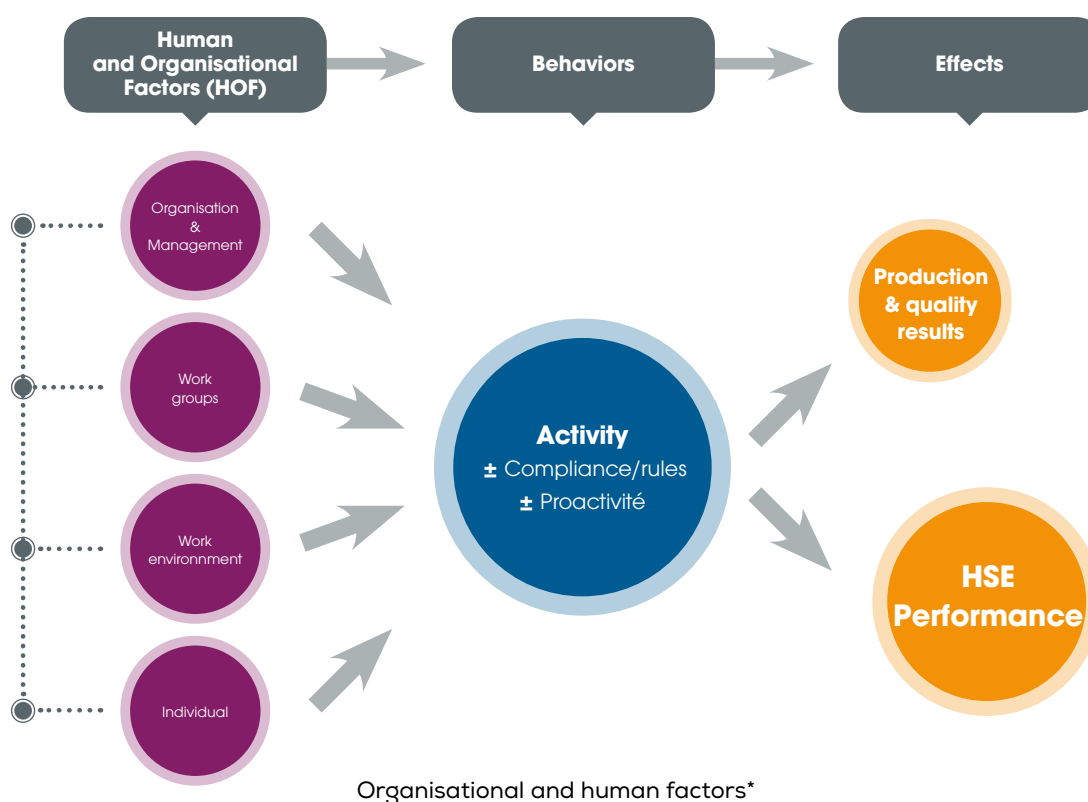 Human
and Organisational
Factors (HOF)
Behaviors
Effects
Organisation
&
Management
Work
groups
Work
environnment
Individual
Activity
± Compliance/rules
± Proactivité
Production
& quality
results
HSE
Performance
Organisational and human factors*